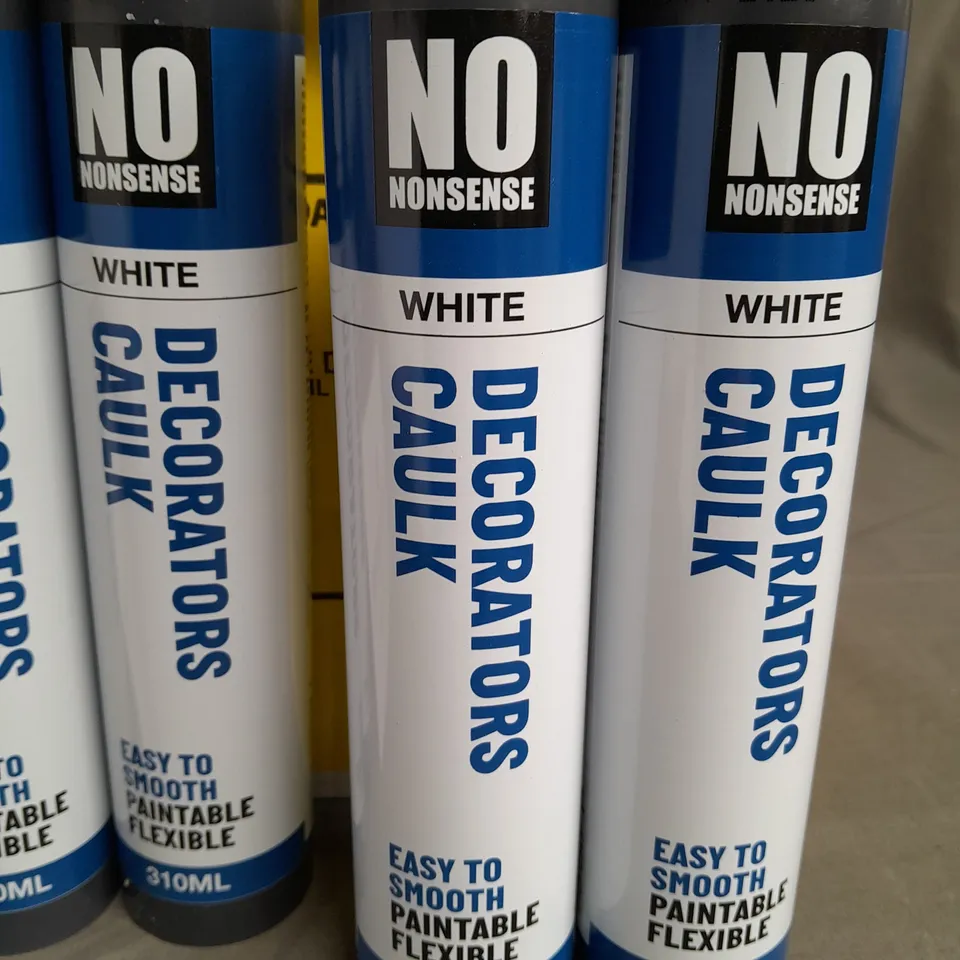 NO
NONSENSE
WHITE
DECORATORS
CAULK
EASY TO
SMOOTH
PAINTABLE
FLEXIBLE
310ML
NO
NONSENSE
WHITE
DECORATORS
CAULK
EASY TO
SMOOTH
PAINTABLE
FLEXIBLE
NO
NONSENSE
WHITE
DECORATORS
CAULK
EASY TO
SMOOTH
PAINTABLE
FLEXIBLE